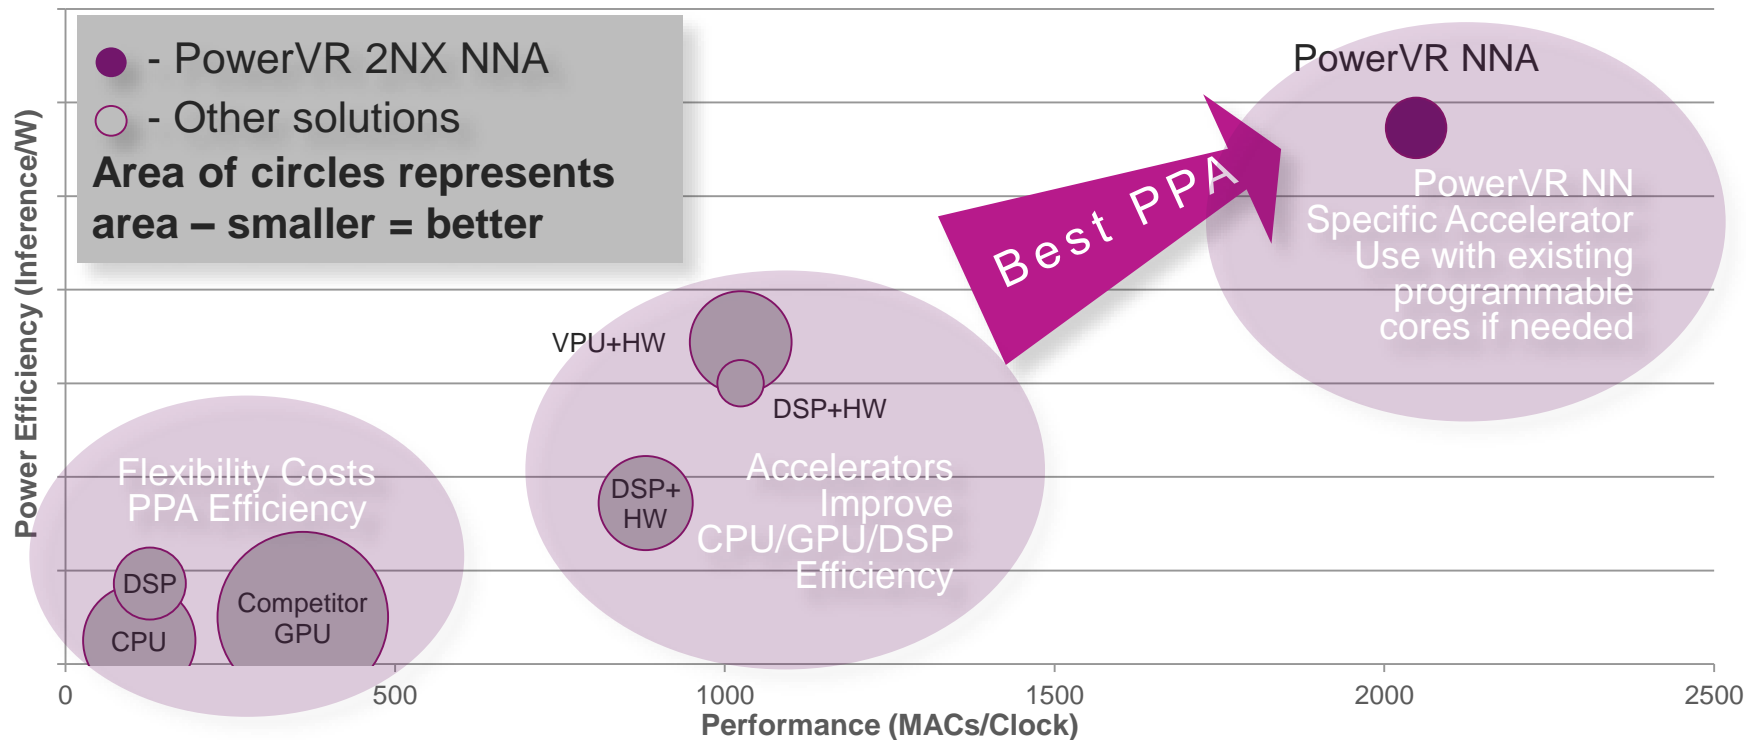 - PowerVR 2NX NNA
- Other solutions
Area of circles represents
area – smaller = better
Power Efficiency (Inference/W)
PowerVR NNA
PowerVR NN
Specific Accelerator
Use with existing
programmable
cores if needed
Best PPA
VPU+HW
DSP+HW
DSP+
HW
Accelerators
Improve
CPU/GPU/DSP
Efficiency
Flexibility Costs
PPA Efficiency
DSP
CPU
Competitor
GPU
0
500
1000
1500
2000
2500
Performance (MACs/Clock)